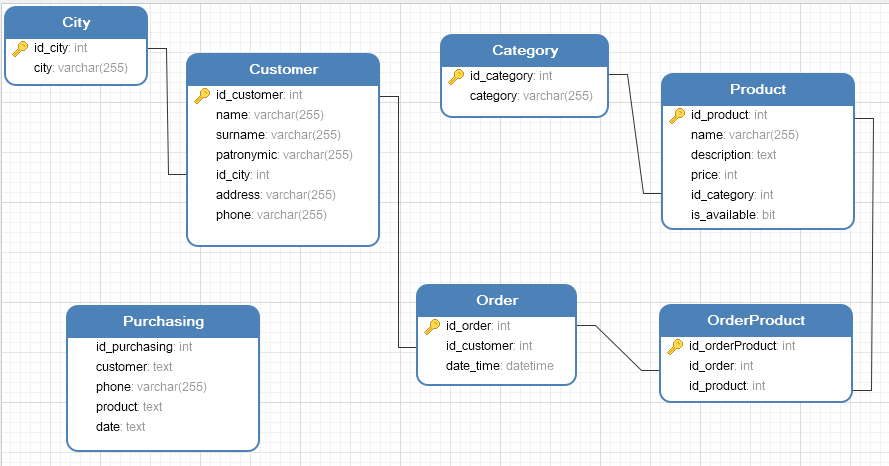 City
id_city: int
city: varchar(255)
Customer
id_customer: int
name: varchar(255)
surname: varchar(255)
patronymic: varchar(255)
id_city: int
address: varchar(255)
phone: varchar(255)
Category
id_category: int
category: varchar(255)
Product
id_product: int
name: varchar(255)
description: text
price: int
id_category: int
is_available: bit
Purchasing
id_purchasing: int
customer: text
phone: varchar(255)
product: text
date: text
Order
id_order: int
id_customer: int
date_time: datetime
OrderProduct
id_orderProduct: int
id_order: int
id_product: int